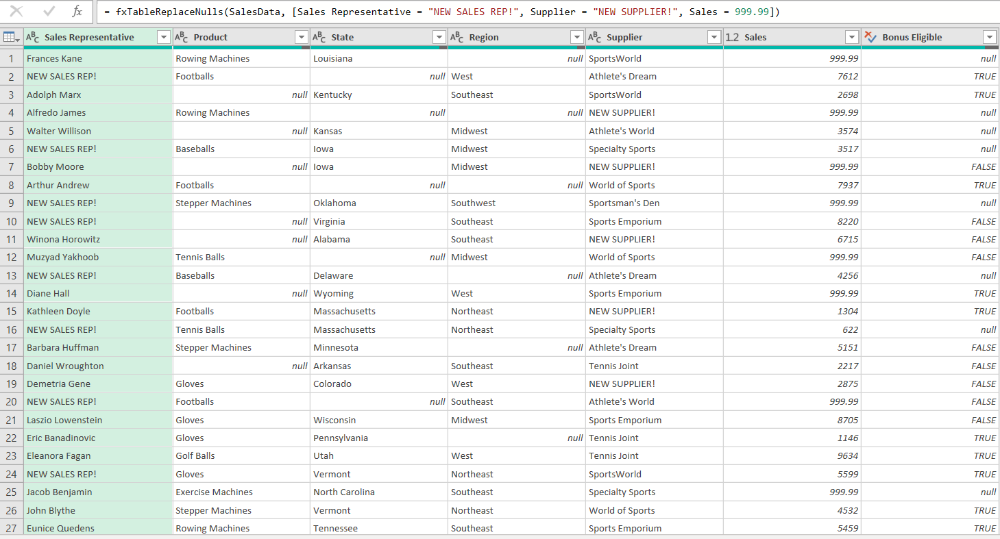 fx = fxTableReplaceNulls(SalesData, [Sales Representative = "NEW SALES REP!", Supplier = "NEW SUPPLIER!", Sales = 999.99])
ABC Sales Representative ABC Product ABC State ABC Region ABC Supplier 1.2 Sales Bonus Eligible
1 Frances Kane Rowing Machines Louisiana null SportsWorld 999.99 null
2 NEW SALES REP! Footballs null West Athlete's Dream 7612 TRUE
3 Adolph Marx null Kentucky Southeast SportsWorld 2698 TRUE
4 Alfredo James Rowing Machines null null NEW SUPPLIER! 999.99 null
5 Walter Willison null Kansas Midwest Athlete's World 3574 null
6 NEW SALES REP! Baseballs Iowa Midwest Specialty Sports 3517 null
7 Bobby Moore null Iowa Midwest NEW SUPPLIER! 999.99 FALSE
8 Arthur Andrew Footballs null null World of Sports 7937 TRUE
9 NEW SALES REP! Stepper Machines Oklahoma Southwest Sportsman's Den 999.99 null
10 NEW SALES REP! null Virginia Southeast Sports Emporium 8220 FALSE
11 Winona Horowitz null Alabama Southeast NEW SUPPLIER! 6715 FALSE
12 Muzyad Yakhoob Tennis Balls null Midwest World of Sports 999.99 FALSE
13 NEW SALES REP! Baseballs Delaware null Athlete's Dream 4256 null
14 Diane Hall null Wyoming West Sports Emporium 999.99 TRUE
15 Kathleen Doyle Footballs Massachusetts Northeast NEW SUPPLIER! 1304 TRUE
16 NEW SALES REP! Tennis Balls Massachusetts Northeast Specialty Sports 622 null
17 Barbara Huffman Stepper Machines Minnesota null Athlete's Dream 5151 FALSE
18 Daniel Wroughton null Arkansas Southeast Tennis Joint 2217 FALSE
19 Demetria Gene Gloves Colorado West NEW SUPPLIER! 2875 FALSE
20 NEW SALES REP! Footballs null Southeast Athlete's World 999.99 FALSE
21 Laszio Lowenstein Gloves Wisconsin Midwest Sports Emporium 8705 FALSE
22 Eric Banadinovic Gloves Pennsylvania null Tennis Joint 1146 TRUE
23 Eleanora Fagan Golf Balls Utah West Tennis Joint 9634 TRUE
24 NEW SALES REP! Gloves Vermont Northeast SportsWorld 5599 TRUE
25 Jacob Benjamin Exercise Machines North Carolina Southeast Specialty Sports 999.99 null
26 John Blythe Stepper Machines Vermont Northeast World of Sports 4532 TRUE
27 Eunice Quedens Rowing Machines Tennessee Southeast Sports Emporium 5459 TRUE